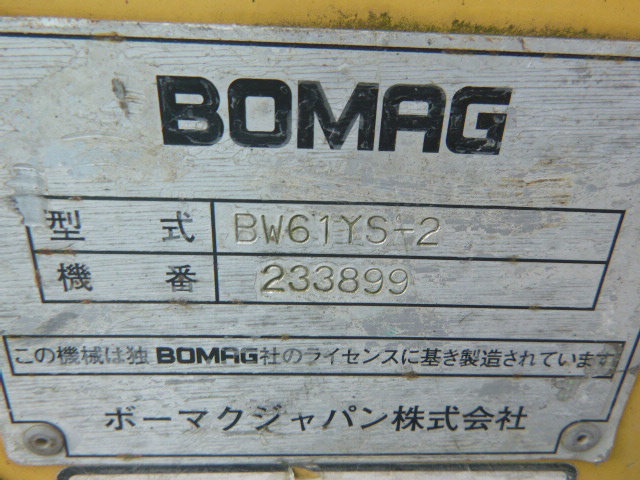 BOMAG
型式 BW61YS-2
機番 233899
この機械は独BOMAG社のライセンスに基き製造されています
ボーマクジャパン株式会社